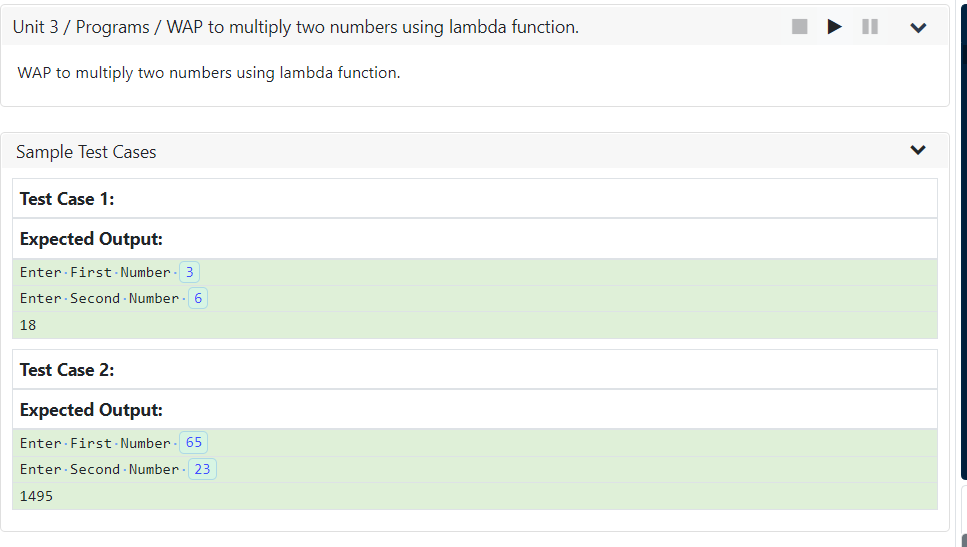 Unit 3 / Programs / WAP to multiply two numbers using lambda function.
WAP to multiply two numbers using lambda function.
Sample Test Cases
Test Case 1:
Expected Output:
Enter·First·Number· 3
Enter·Second·Number· 6
18
Test Case 2:
Expected Output:
Enter·First·Number· 65
Enter·Second·Number· 23
1495